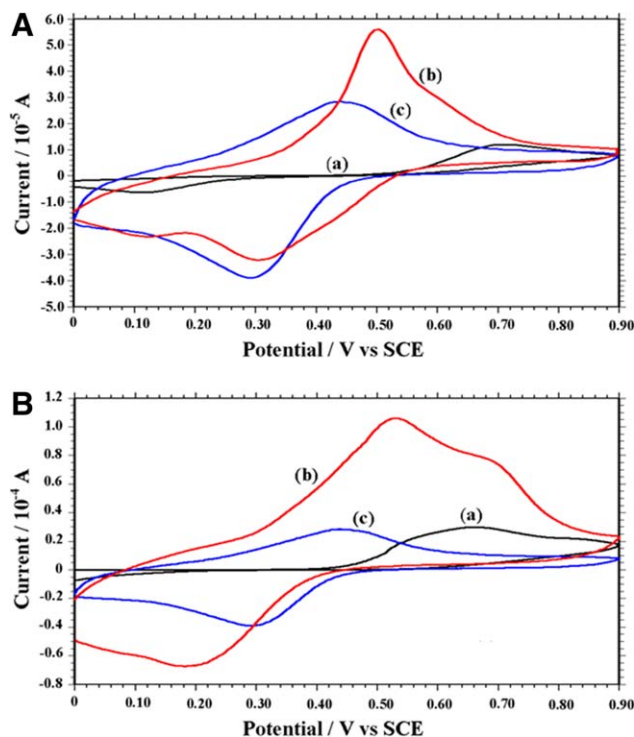 A
6.0
5.0
4.0
3.0
2.0
1.0
0
-1.0
-2.0
-3.0
-4.0
5.0
Current / 10⁻⁵ A
(a)
(b)
(c)
0 0.10 0.20 0.30 0.40 0.50 0.60 0.70 0.80 0.90
Potential / V vs SCE
B
1.2
1.0
0.8
0.6
0.4
0.2
0
-0.2
-0.4
-0.6
-0.8
Current / 10⁻⁴ A
(b)
(c)
(a)
0 0.10 0.20 0.30 0.40 0.50 0.60 0.70 0.80 0.90
Potential / V vs SCE